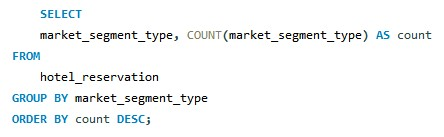 SELECT
market_segment_type, COUNT(market_segment_type) AS count
FROM
hotel_reservation
GROUP BY market_segment_type
ORDER BY count DESC;